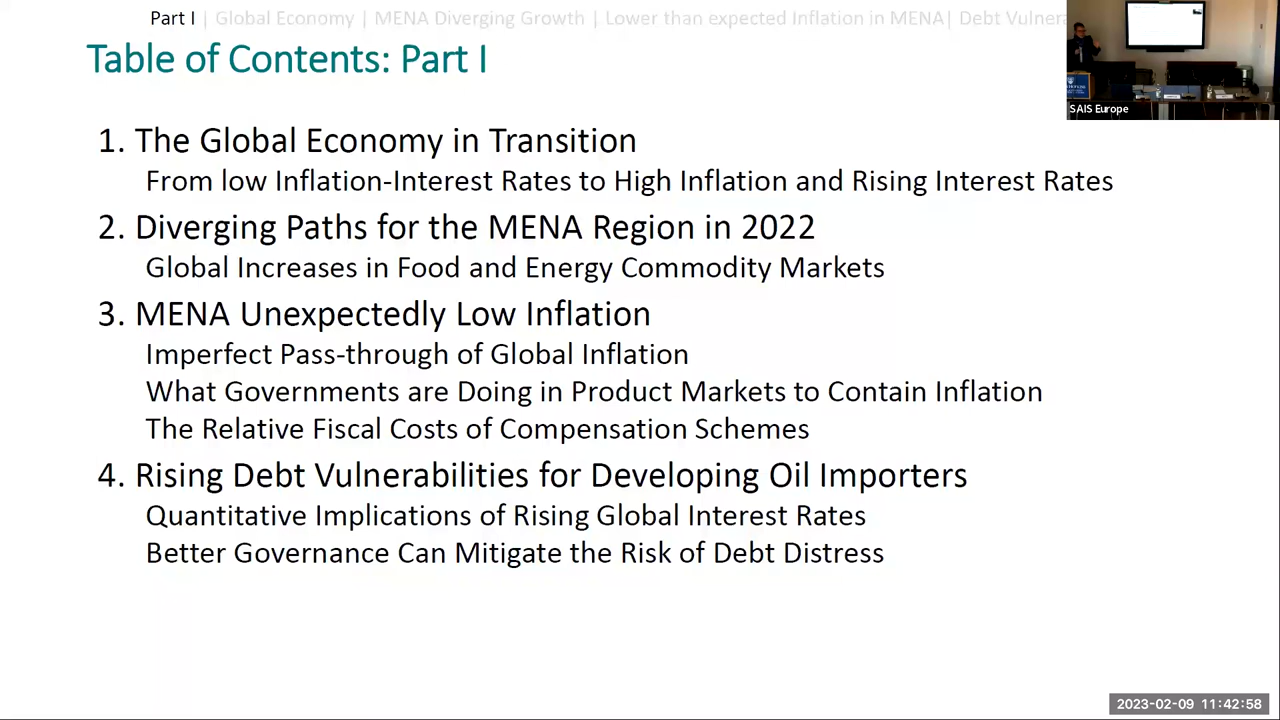 Part I | Global Economy | MENA Diverging Growth | Lower than expected Inflation in MENA| Debt
Table of Contents: Part I
SAIS Europe
1. The Global Economy in Transition
From low Inflation-Interest Rates to High Inflation and Rising Interest Rates
2. Diverging Paths for the MENA Region in 2022
Global Increases in Food and Energy Commodity Markets
3. MENA Unexpectedly Low Inflation
Imperfect Pass-through of Global Inflation
What Governments are Doing in Product Markets to Contain Inflation
The Relative Fiscal Costs of Compensation Schemes
4. Rising Debt Vulnerabilities for Developing Oil Importers
Quantitative Implications of Rising Global Interest Rates
Better Governance Can Mitigate the Risk of Debt Distress
2023-02-09 11:42:58